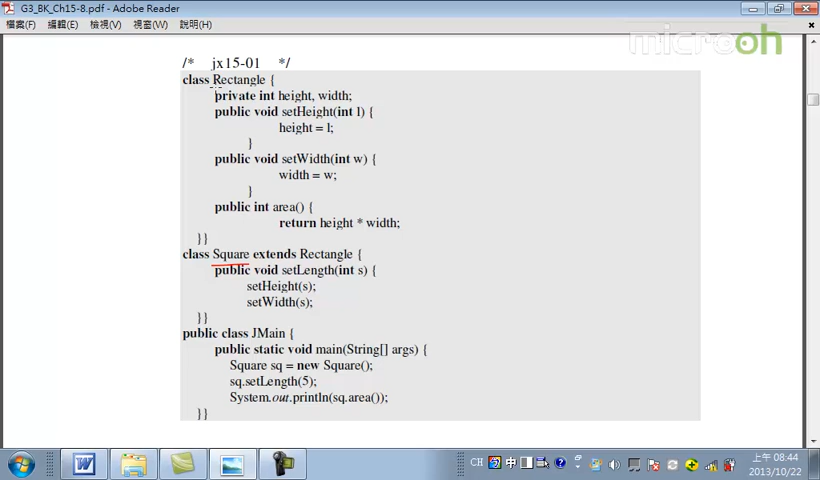 G3_BK_Ch15-8.pdf - Adobe Reader
檔案(F) 編輯(E) 檢視(V) 視窗(W) 說明(H)
microoh
/* jx15-01 */
class Rectangle {
private int height, width;
public void setHeight(int l) {
height = l;
}
public void setWidth(int w) {
width = w;
}
public int area() {
return height * width;
}}
class Square extends Rectangle {
public void setLength(int s) {
setHeight(s);
setWidth(s);
}}
public class JMain {
public static void main(String[] args) {
Square sq = new Square();
sq.setLength(5);
System.out.println(sq.area());
}}
CH 中
上午 08:44
2013/10/22